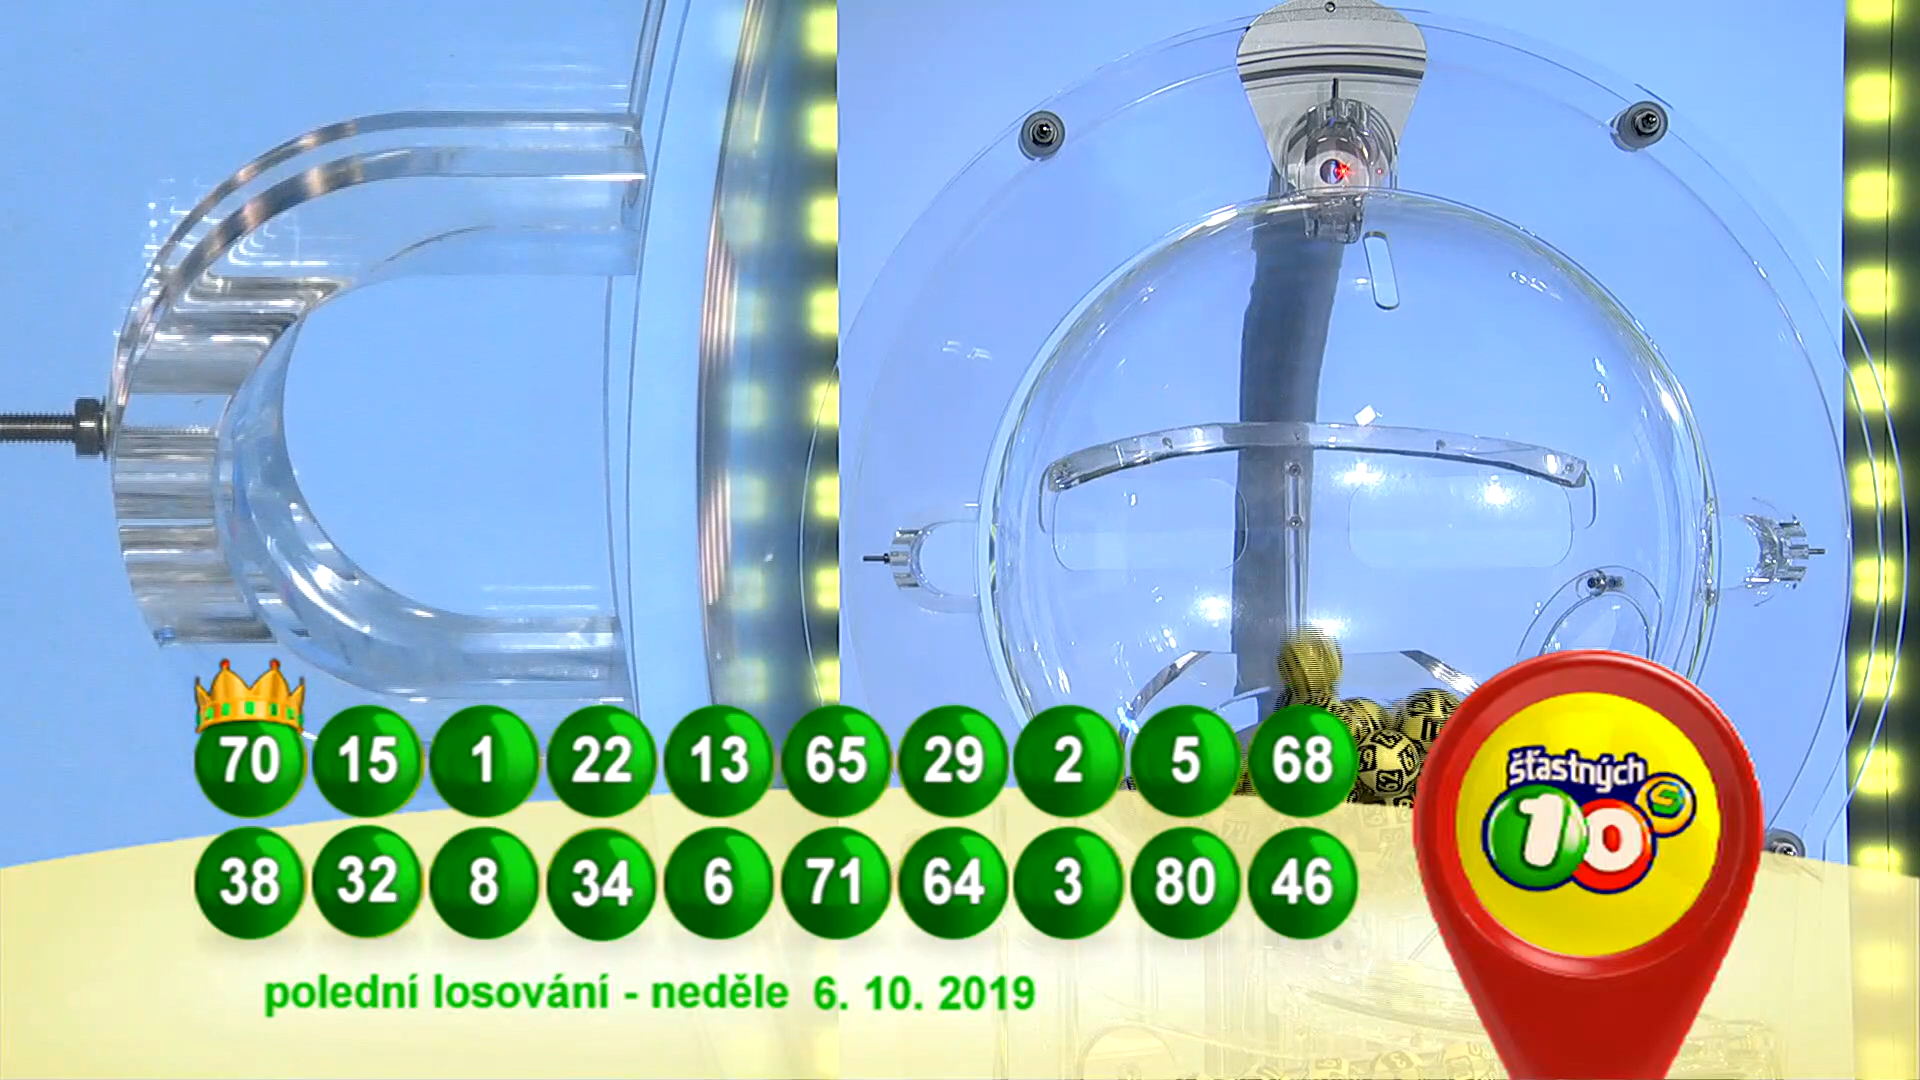 70 15 1 22 13 65 29 2 5 68
38 32 8 34 6 71 64 3 80 46
polední losování - neděle 6. 10. 2019
šťastných
10